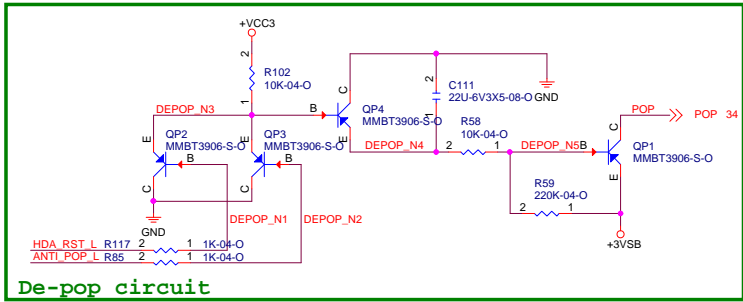 +VCC3
2
R102
10K-04-O
1
DEPOP_N3
E
QP2
MMBT3906-S-O
B
C
GND
E
QP3
MMBT3906-S-O
B
C
DEPOP_N1
DEPOP_N2
HDA_RST_L R117 2 1 1K-04-O
ANTI_POP_L R85 2 1 1K-04-O
B
C
QP4
MMBT3906-S-O
E
2
C111
22U-6V3X5-08-O
1
GND
DEPOP_N4
R58
10K-04-O
2 1
DEPOP_N5
B
R59
220K-04-O
2 1
C
QP1
MMBT3906-S-O
E
+3VSB
POP
POP 34
De-pop circuit